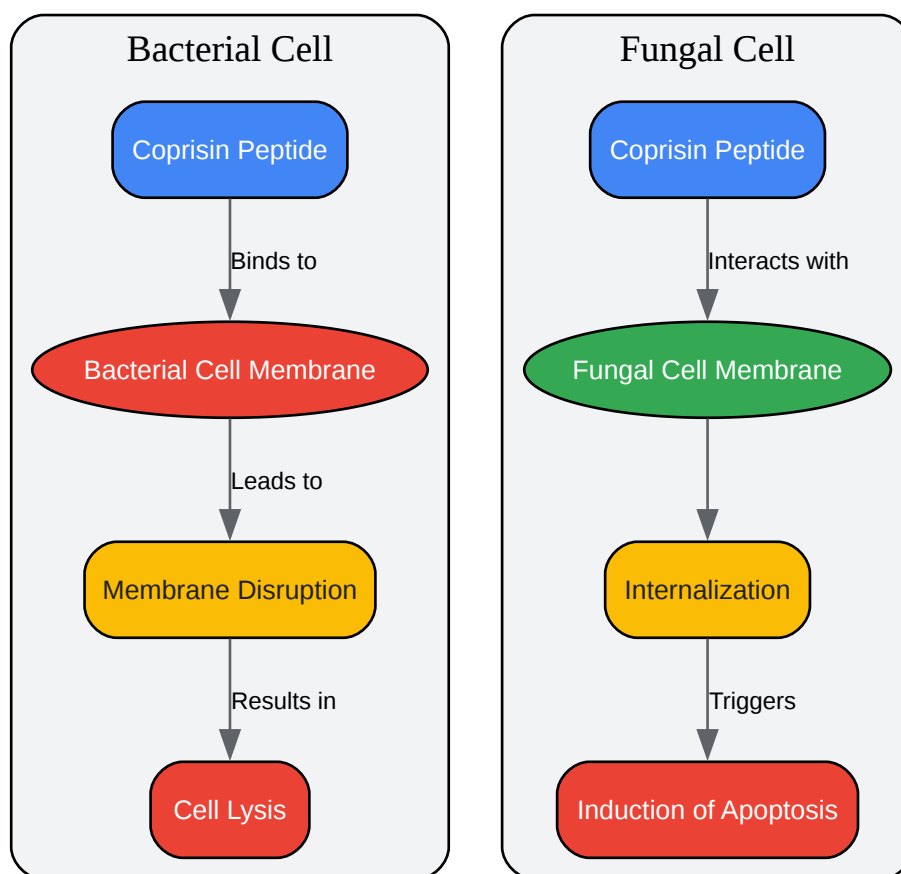 Bacterial Cell
Coprisin Peptide
Binds to
Bacterial Cell Membrane
Leads to
Membrane Disruption
Results in
Cell Lysis
Fungal Cell
Coprisin Peptide
Interacts with
Fungal Cell Membrane
Internalization
Triggers
Induction of Apoptosis